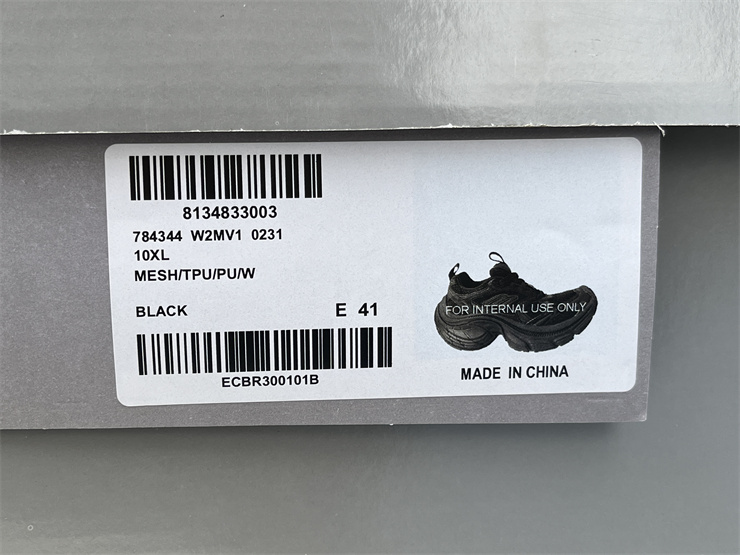 8134833003
784344 W2MV1 0231
10XL
MESH/TPU/PU/W
BLACK E 41
ECBR300101B
FOR INTERNAL USE ONLY
MADE IN CHINA